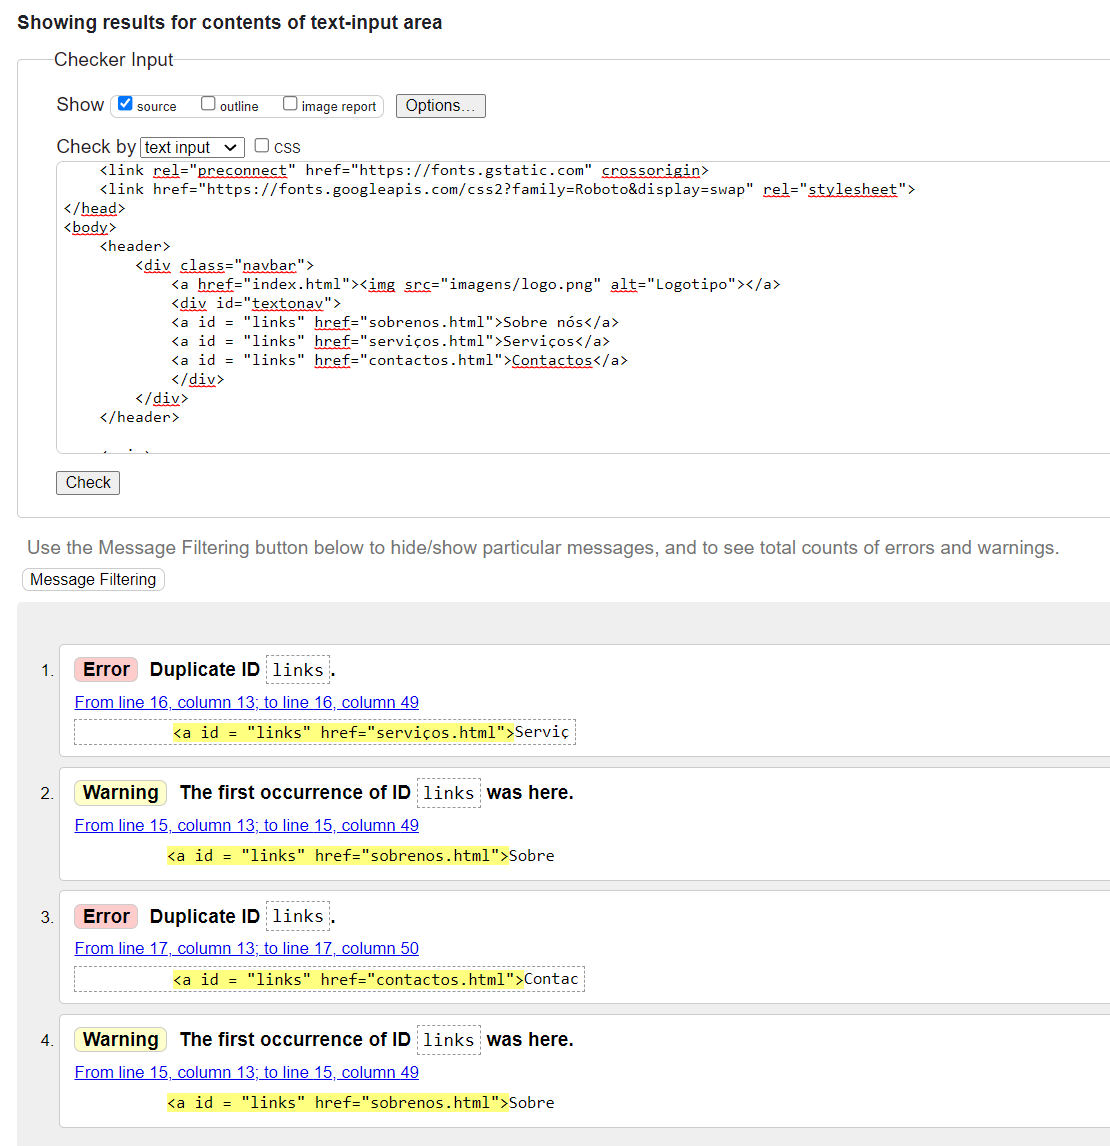 Showing results for contents of text-input area
Checker Input
Show source outline image report Options...
Check by text input CSS
<link rel="preconnect" href="https://fonts.gstatic.com" crossorigin>
<link href="https://fonts.googleapis.com/css2?family=Roboto&display=swap" rel="stylesheet">
</head>
<body>
<header>
<div class="navbar">
<a href="index.html"><img src="imagens/logo.png" alt="Logotipo"></a>
<div id="textonav">
<a id = "links" href="sobrenos.html">Sobre nós</a>
<a id = "links" href="serviços.html">Serviços</a>
<a id = "links" href="contactos.html">Contactos</a>
</div>
</div>
</header>
Check
Use the Message Filtering button below to hide/show particular messages, and to see total counts of errors and warnings.
Message Filtering
1. Error Duplicate ID links.
From line 16, column 13; to line 16, column 49
<a id = "links" href="serviços.html">Serviç
2. Warning The first occurrence of ID links was here.
From line 15, column 13; to line 15, column 49
<a id = "links" href="sobrenos.html">Sobre
3. Error Duplicate ID links.
From line 17, column 13; to line 17, column 50
<a id = "links" href="contactos.html">Contac
4. Warning The first occurrence of ID links was here.
From line 15, column 13; to line 15, column 49
<a id = "links" href="sobrenos.html">Sobre